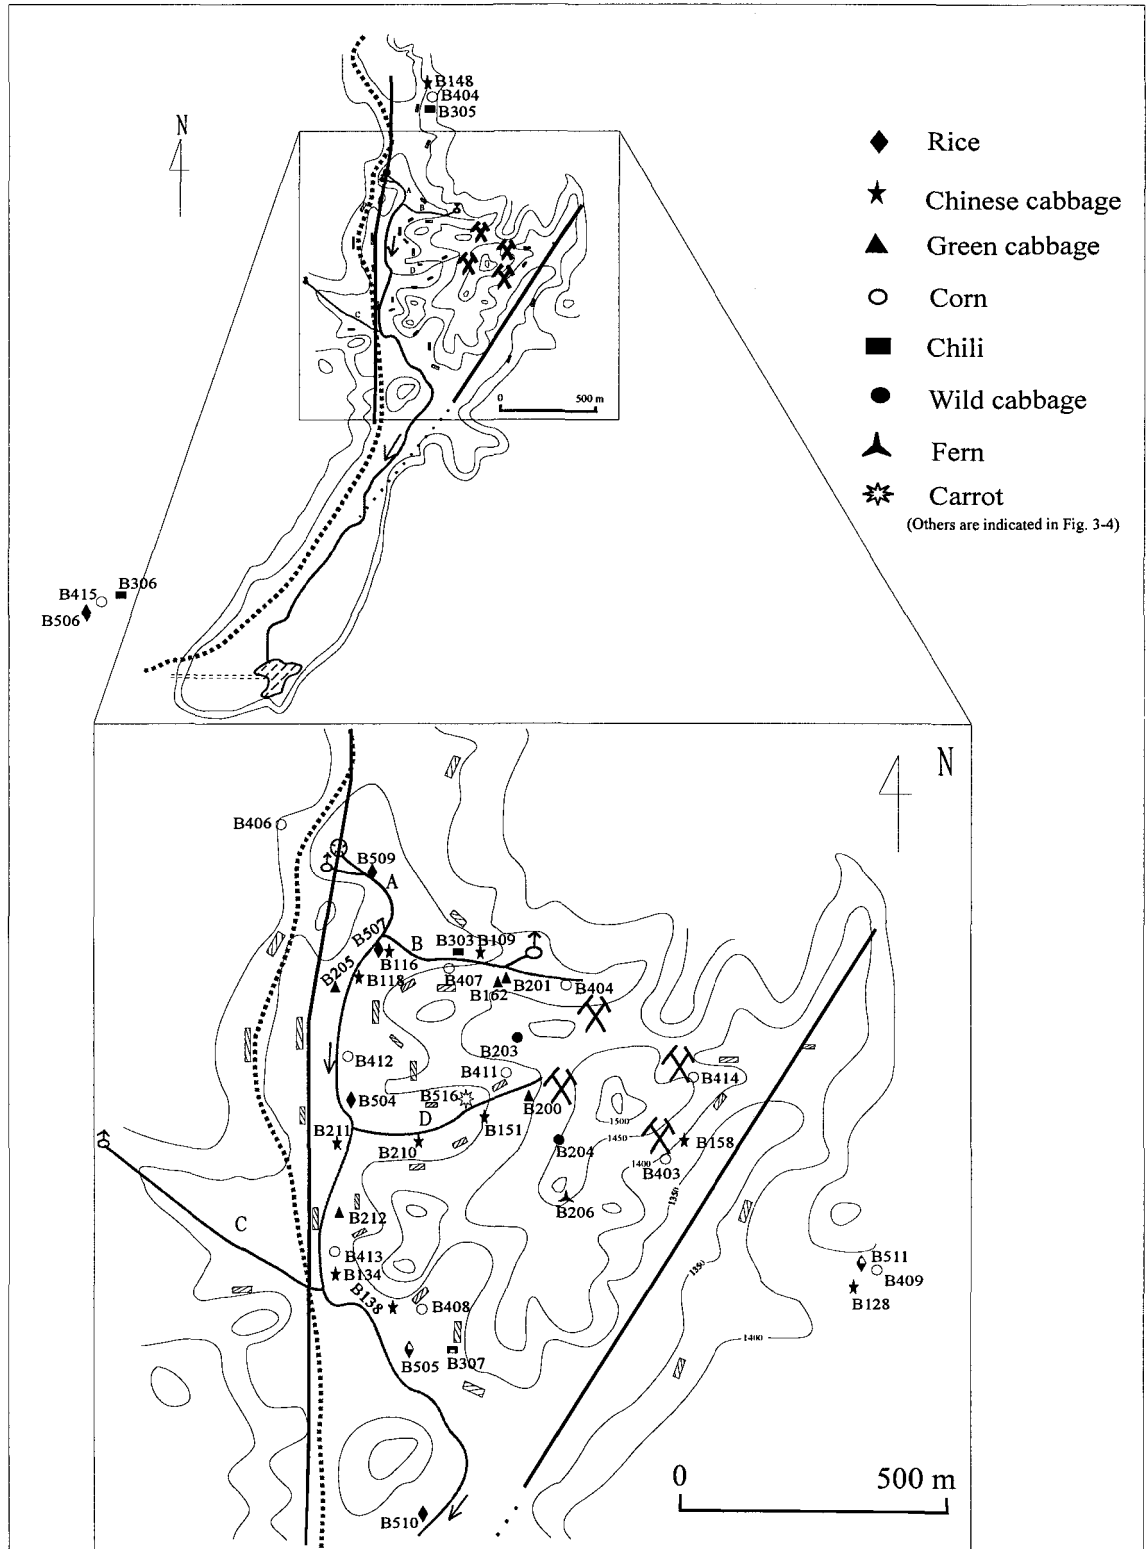 B148
B404
B305
N
A
B
D
C
0 500 m
Rice
Chinese cabbage
Green cabbage
Corn
Chili
Wild cabbage
Fern
Carrot
(Others are indicated in Fig. 3-4)
B306
B415
B506
N
B406
B509
A
B507
B
B303 B109
B116
B205
B118
B407
B201
B162
B404
B203
B412
B411
B414
B516
B504
B200
1500
D
B151
1450
B211
B210
B204
B158
1400
B403
1350
B206
C
B212
B413
B511
B134
B409
1350
B138
B408
B128
1400
B505
B307
0 500 m
B510